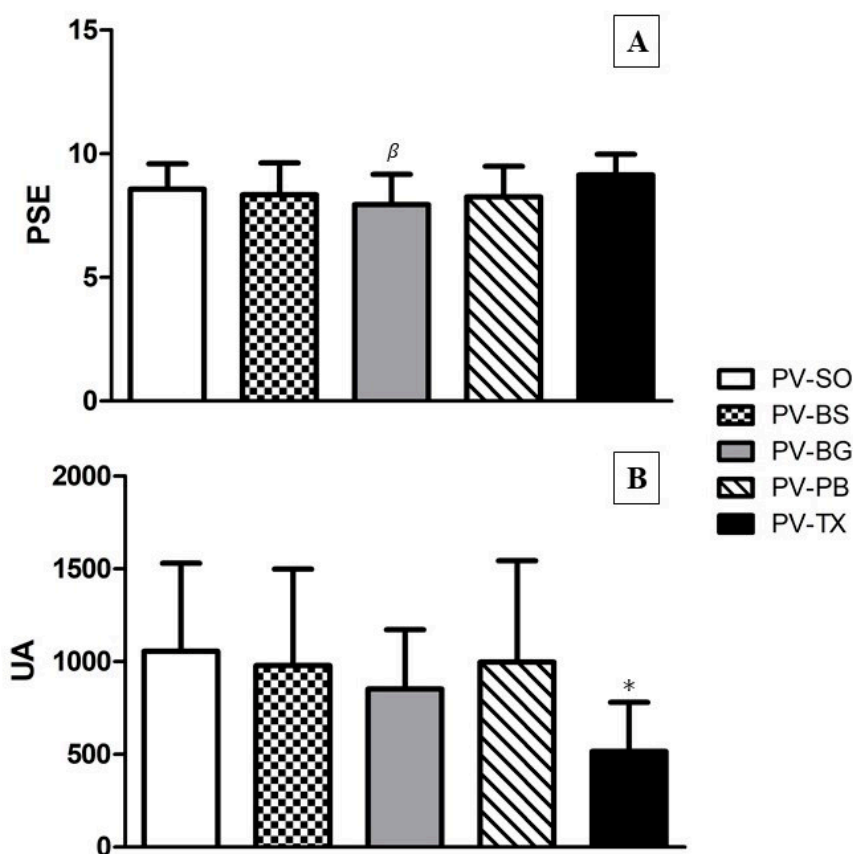 A
15
10
5
0
PSE
β
B
2000
1500
1000
500
0
UA
*
PV-SO
PV-BS
PV-BG
PV-PB
PV-TX